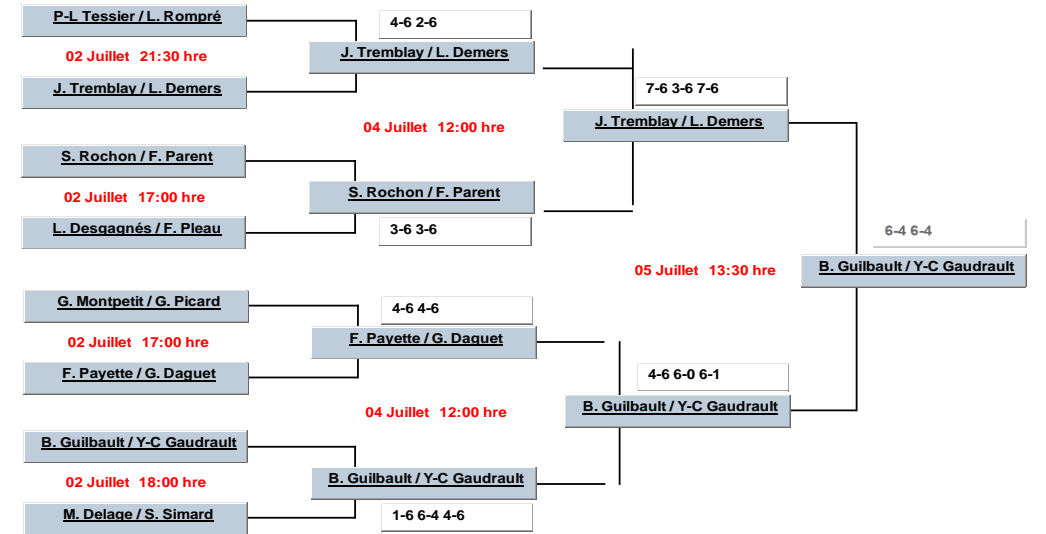 P-L Tessier / L. Rompré
4-6 2-6
02 Juillet 21:30 hre
J. Tremblay / L. Demers
J. Tremblay / L. Demers
7-6 3-6 7-6
04 Juillet 12:00 hre
J. Tremblay / L. Demers
S. Rochon / F. Parent
02 Juillet 17:00 hre
S. Rochon / F. Parent
L. Desgagnés / F. Pleau
3-6 3-6
6-4 6-4
05 Juillet 13:30 hre
B. Guilbault / Y-C Gaudrault
G. Montpetit / G. Picard
4-6 4-6
02 Juillet 17:00 hre
F. Payette / G. Daguet
F. Payette / G. Daguet
4-6 6-0 6-1
04 Juillet 12:00 hre
B. Guilbault / Y-C Gaudrault
B. Guilbault / Y-C Gaudrault
02 Juillet 18:00 hre
B. Guilbault / Y-C Gaudrault
M. Delage / S. Simard
1-6 6-4 4-6